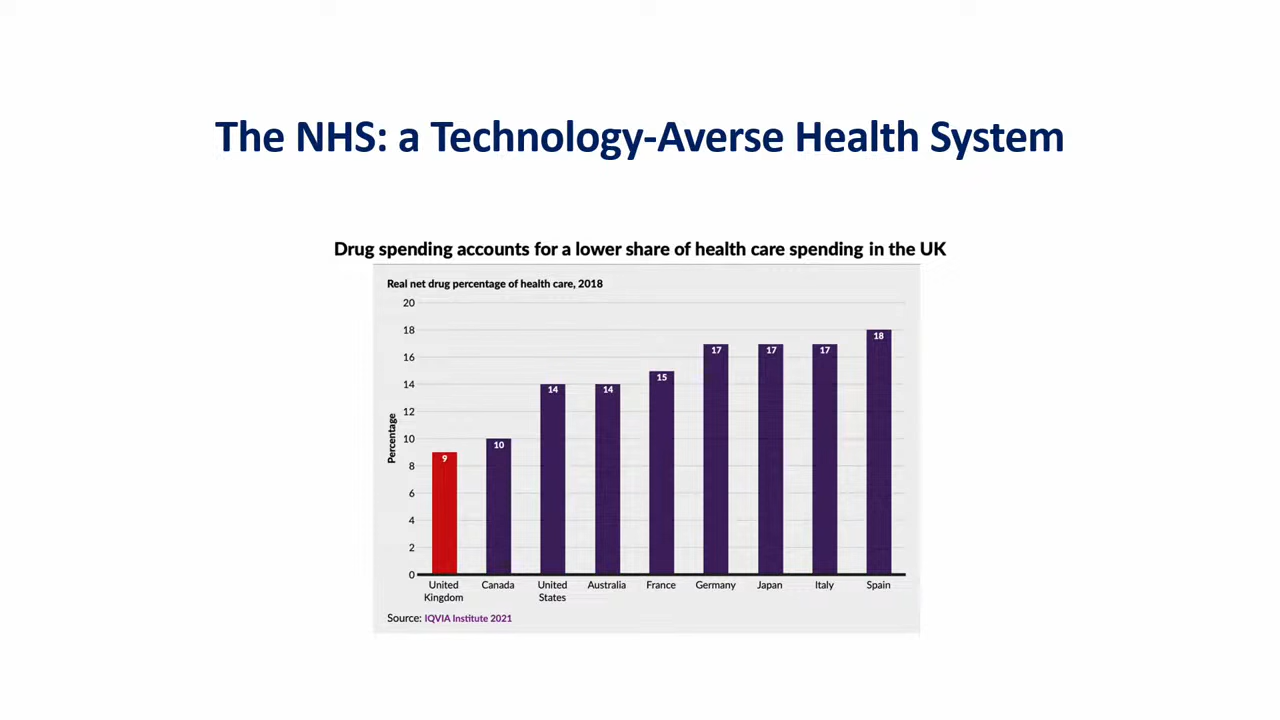 The NHS: a Technology-Averse Health System
Drug spending accounts for a lower share of health care spending in the UK
Real net drug percentage of health care, 2018
Percentage
20
18
16
14
12
10
8
6
4
2
0
9
10
14
14
15
17
17
17
18
United Kingdom
Canada
United States
Australia
France
Germany
Japan
Italy
Spain
Source: IQVIA Institute 2021